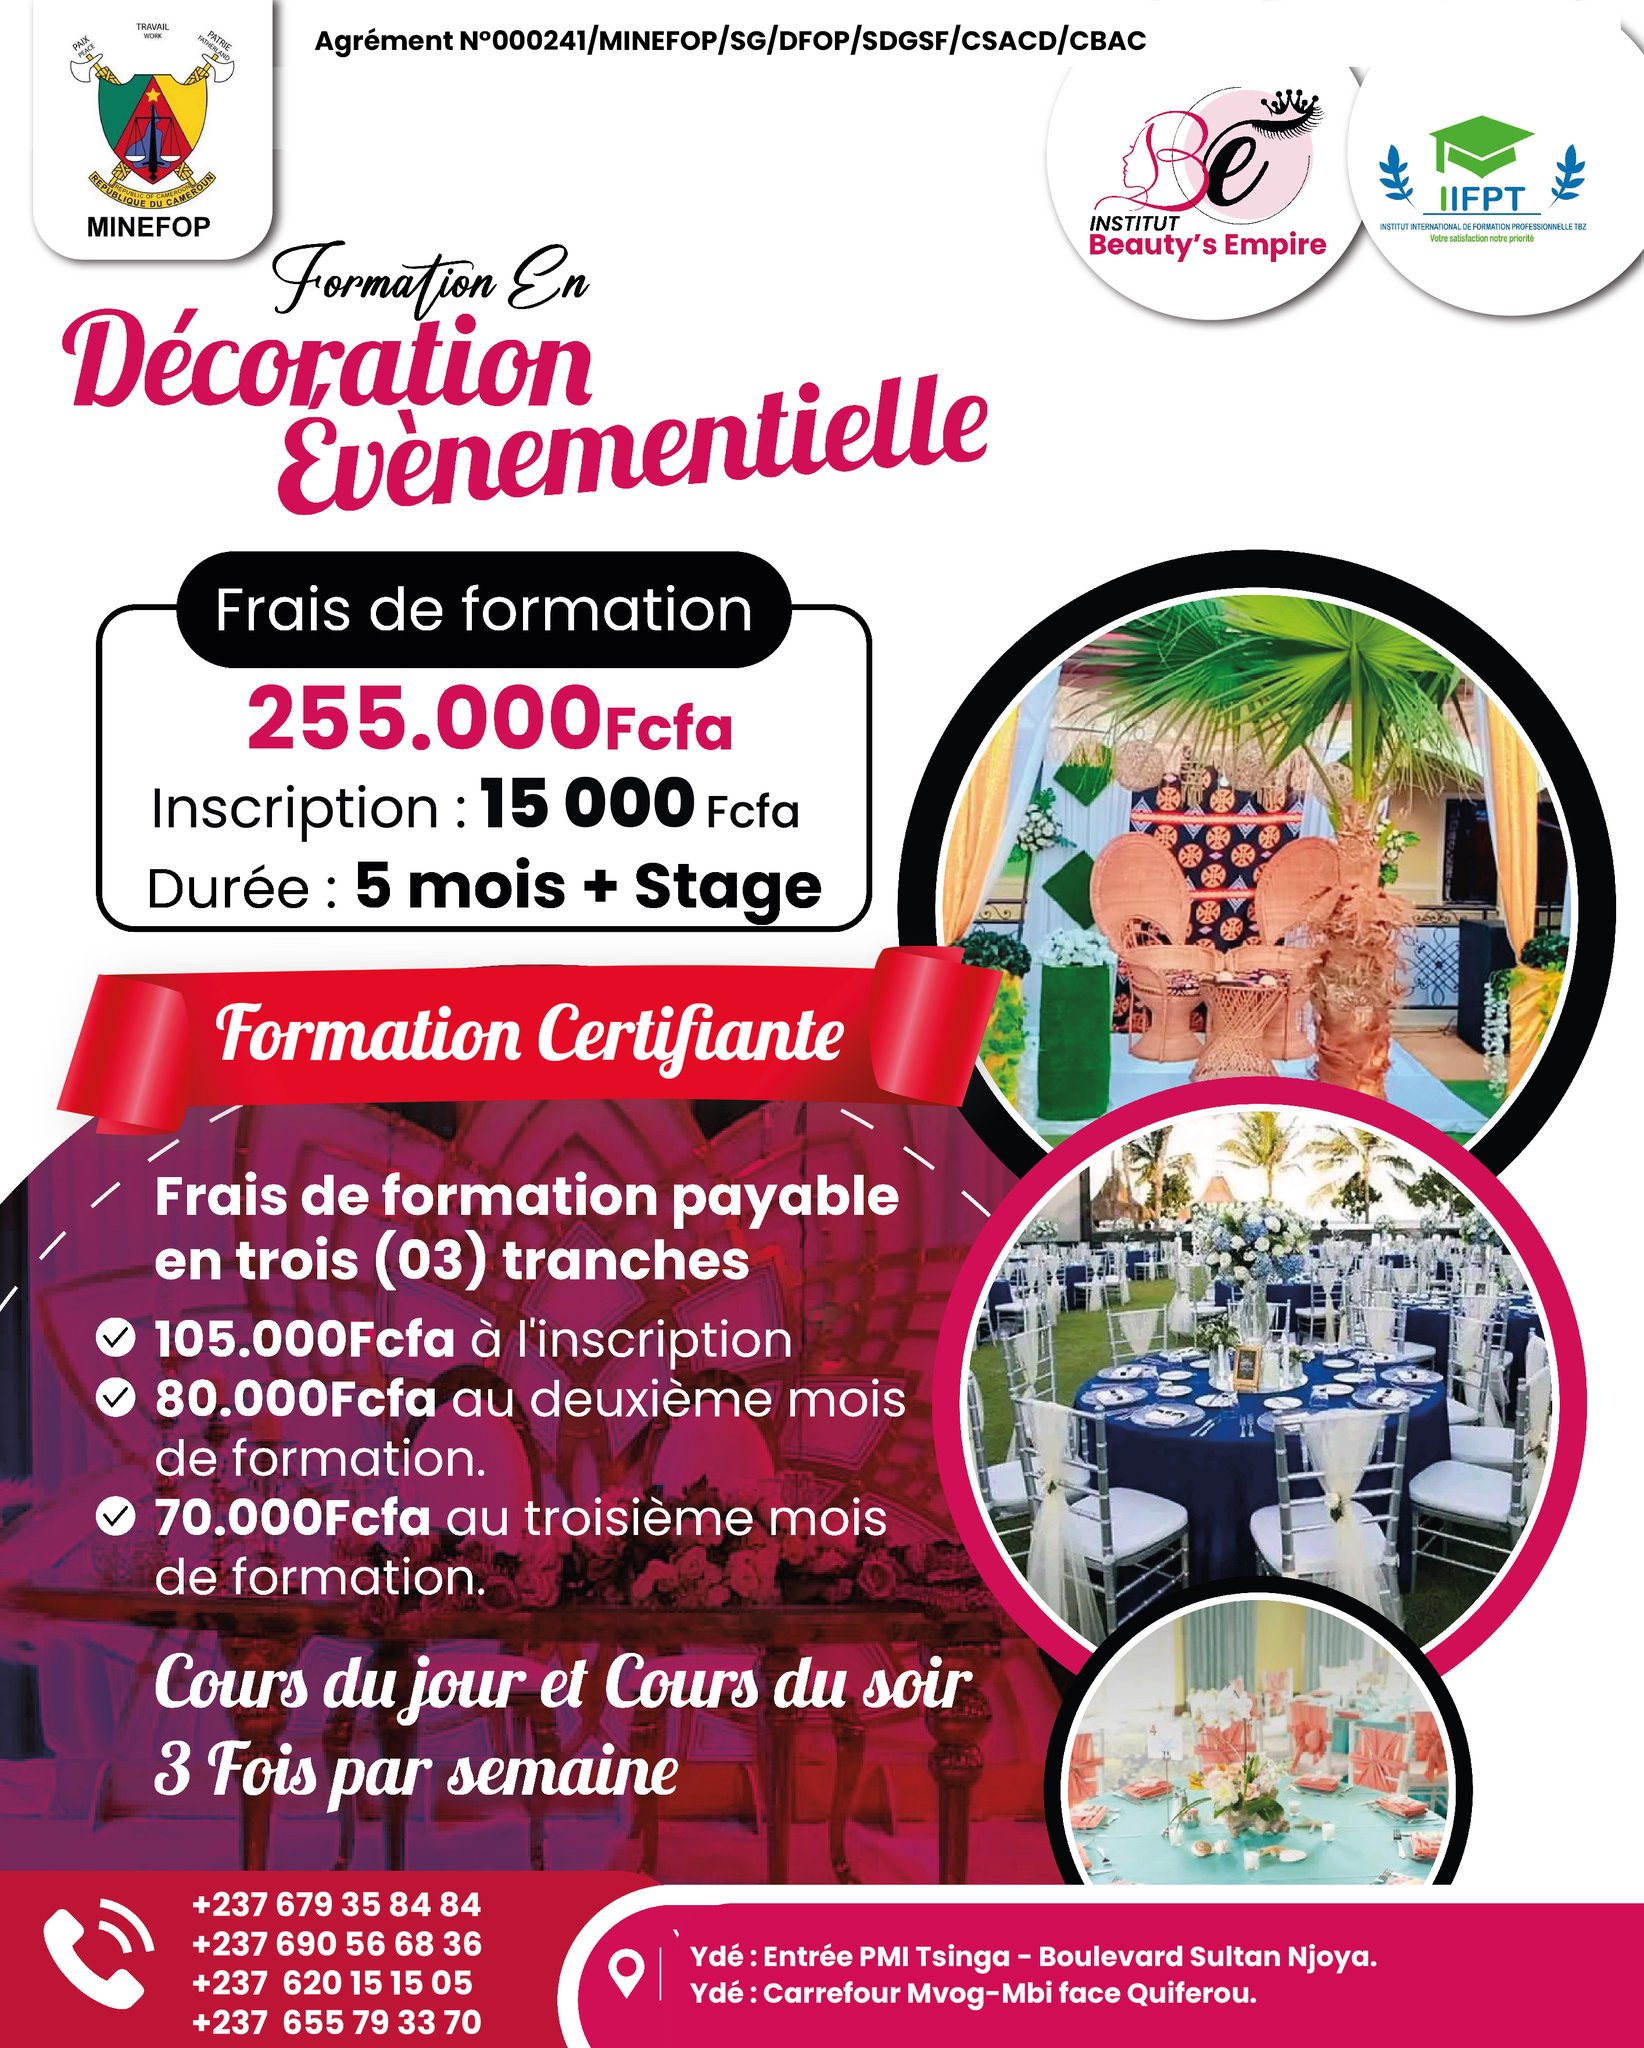 PAIX
PEACE
TRAVAIL
WORK
PATRIE
FATHERLAND
REPUBLIC OF CAMEROON
REPUBLIQUE DU CAMEROUN
MINEFOP
Agrément N°000241/MINEFOP/SG/DFOP/SDGSF/CSACD/CBAC
Be
INSTITUT
Beauty's Empire
IIFPT
INSTITUT INTERNATIONAL DE FORMATION PROFESSIONNELLE TBZ
Votre satisfaction notre priorité
Formation En
Décoration
Évènementielle
Frais de formation
255.000Fcfa
Inscription : 15 000 Fcfa
Durée : 5 mois + Stage
Formation Certifiante
Frais de formation payable
en trois (03) tranches
105.000Fcfa à l'inscription
80.000Fcfa au deuxième mois
de formation.
70.000Fcfa au troisième mois
de formation.
Cours du jour et Cours du soir
3 Fois par semaine
4
+237 679 35 84 84
+237 690 56 68 36
+237 620 15 15 05
+237 655 79 33 70
Ydé : Entrée PMI Tsinga - Boulevard Sultan Njoya.
Ydé : Carrefour Mvog-Mbi face Quiferou.